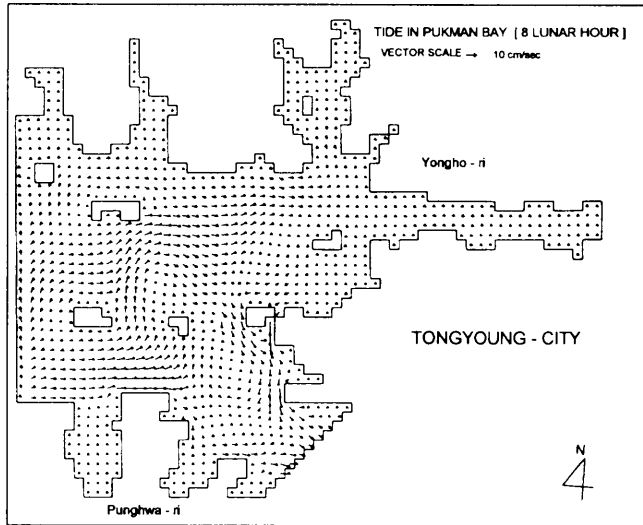 TIDE IN PUKMAN BAY [ 8 LUNAR HOUR ]
VECTOR SCALE → 10 cm/sec
Yongho - ri
TONGYOUNG - CITY
N
Punghwa - ri